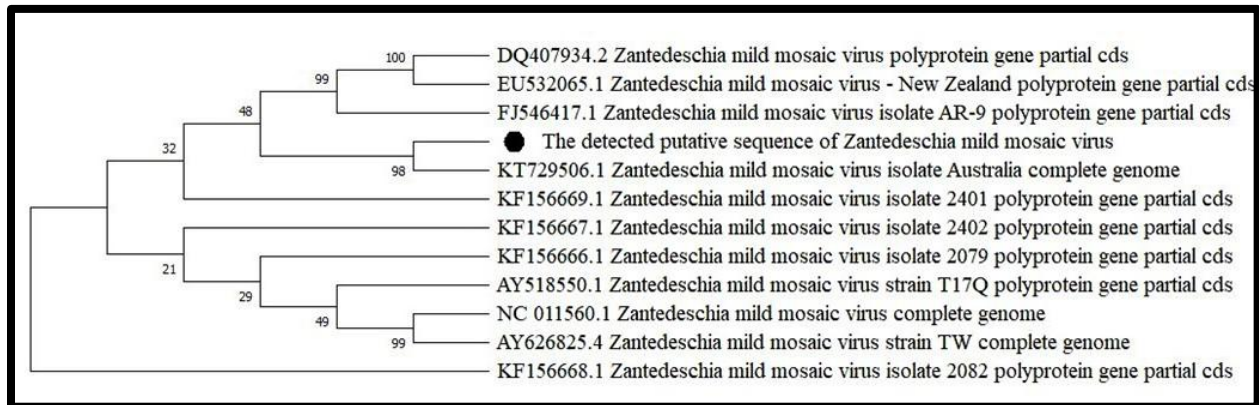 100
DQ407934.2 Zantedeschia mild mosaic virus polyprotein gene partial cds
99
EU532065.1 Zantedeschia mild mosaic virus - New Zealand polyprotein gene partial cds
48
FJ546417.1 Zantedeschia mild mosaic virus isolate AR-9 polyprotein gene partial cds
32
The detected putative sequence of Zantedeschia mild mosaic virus
98
KT729506.1 Zantedeschia mild mosaic virus isolate Australia complete genome
KF156669.1 Zantedeschia mild mosaic virus isolate 2401 polyprotein gene partial cds
KF156667.1 Zantedeschia mild mosaic virus isolate 2402 polyprotein gene partial cds
21
KF156666.1 Zantedeschia mild mosaic virus isolate 2079 polyprotein gene partial cds
29
AY518550.1 Zantedeschia mild mosaic virus strain T17Q polyprotein gene partial cds
49
NC 011560.1 Zantedeschia mild mosaic virus complete genome
99
AY626825.4 Zantedeschia mild mosaic virus strain TW complete genome
KF156668.1 Zantedeschia mild mosaic virus isolate 2082 polyprotein gene partial cds